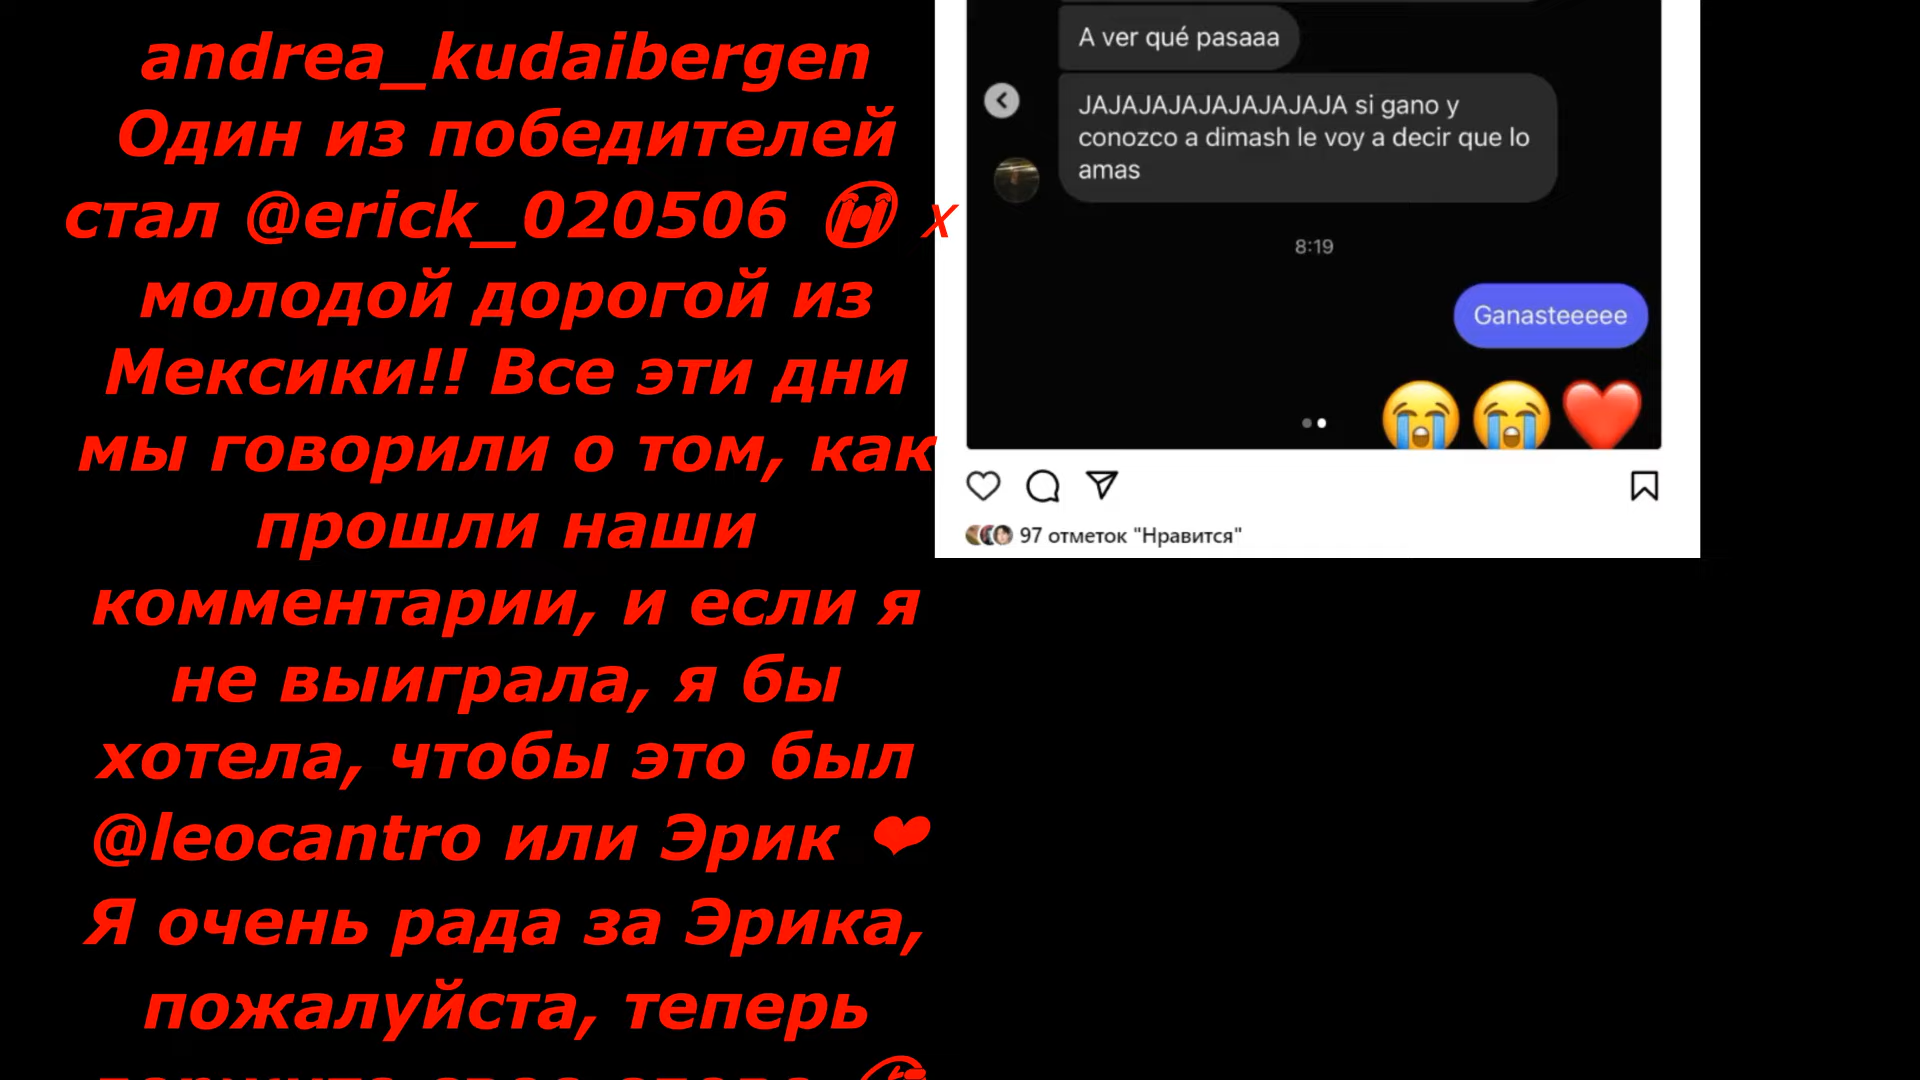 andrea_kudaibergen
Один из победителей
стал @erick_020506 😭 x
молодой дорогой из
Мексики!! Все эти дни
мы говорили о том, как
прошли наши
комментарии, и если я
не выиграла, я бы
хотела, чтобы это был
@leocantro или Эрик ❤
Я очень рада за Эрика,
пожалуйста, теперь
A ver qué pasaaa
JAJAJAJAJAJAJAJAJA si gano y
conozco a dimash le voy a decir que lo
amas
8:19
Ganasteeeee
😭😭❤️
97 отметок "Нравится"